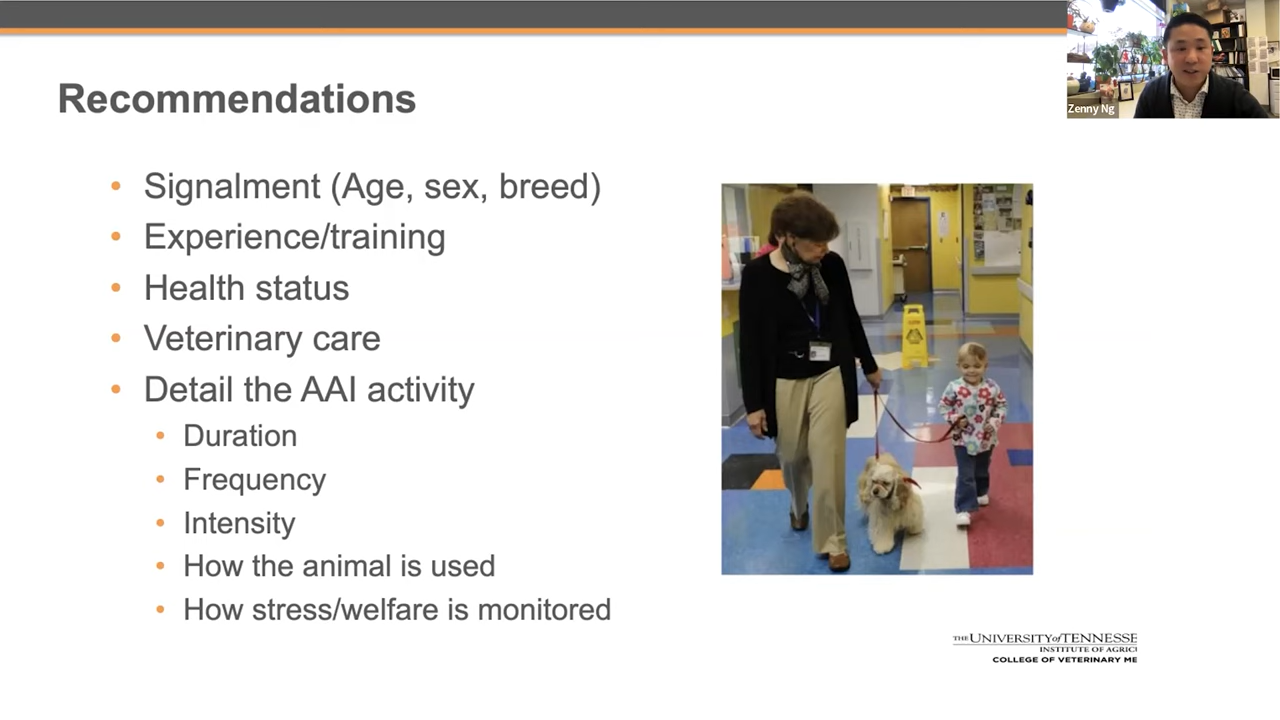 Recommendations
Zenny Ng
• Signalment (Age, sex, breed)
• Experience/training
• Health status
• Veterinary care
• Detail the AAI activity
• Duration
• Frequency
• Intensity
• How the animal is used
• How stress/welfare is monitored
THE UNIVERSITY of TENNESSE
INSTITUTE OF AGRIC
COLLEGE OF VETERINARY ME